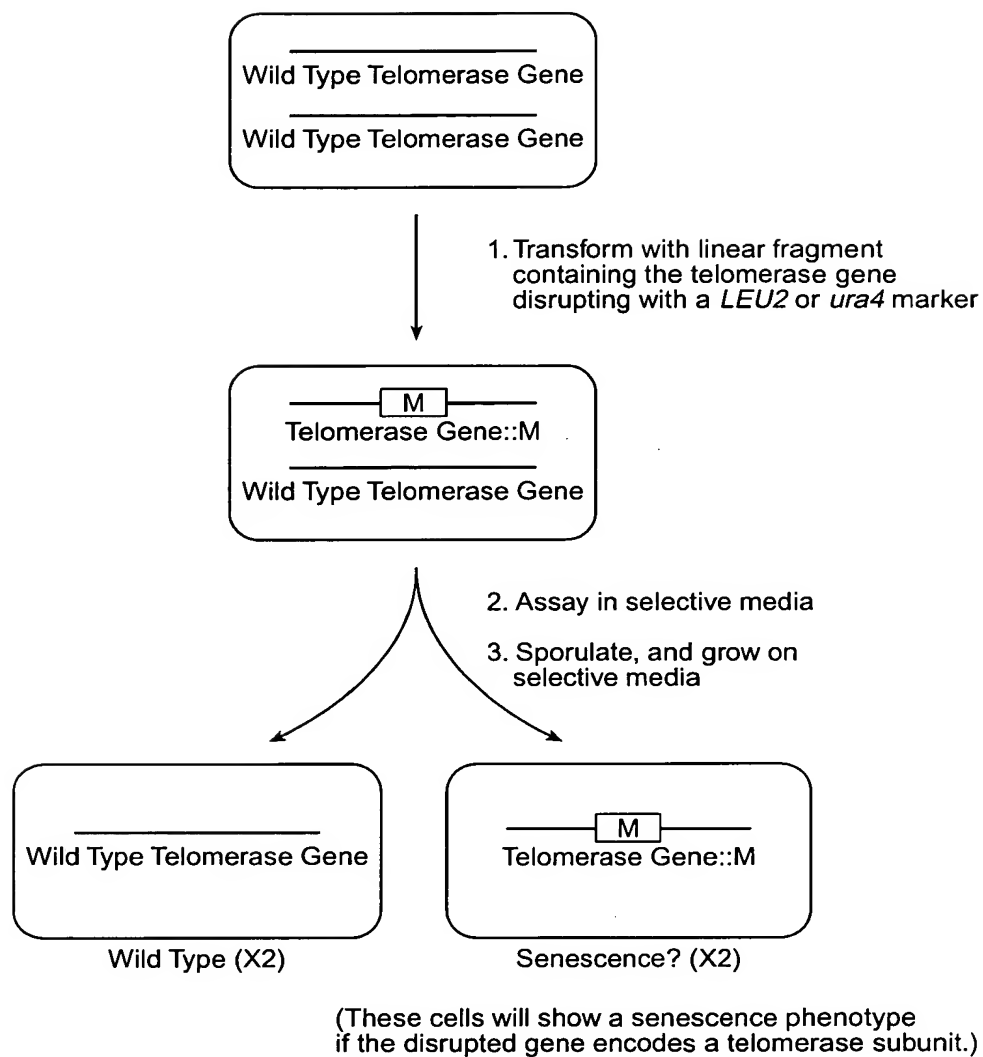 Wild Type Telomerase Gene
Wild Type Telomerase Gene
1. Transform with linear fragment
containing the telomerase gene
disrupting with a LEU2 or ura4 marker
M
Telomerase Gene::M
Wild Type Telomerase Gene
2. Assay in selective media
3. Sporulate, and grow on
selective media
Wild Type Telomerase Gene
Wild Type (X2)
M
Telomerase Gene::M
Senescence? (X2)
(These cells will show a senescence phenotype
if the disrupted gene encodes a telomerase subunit.)